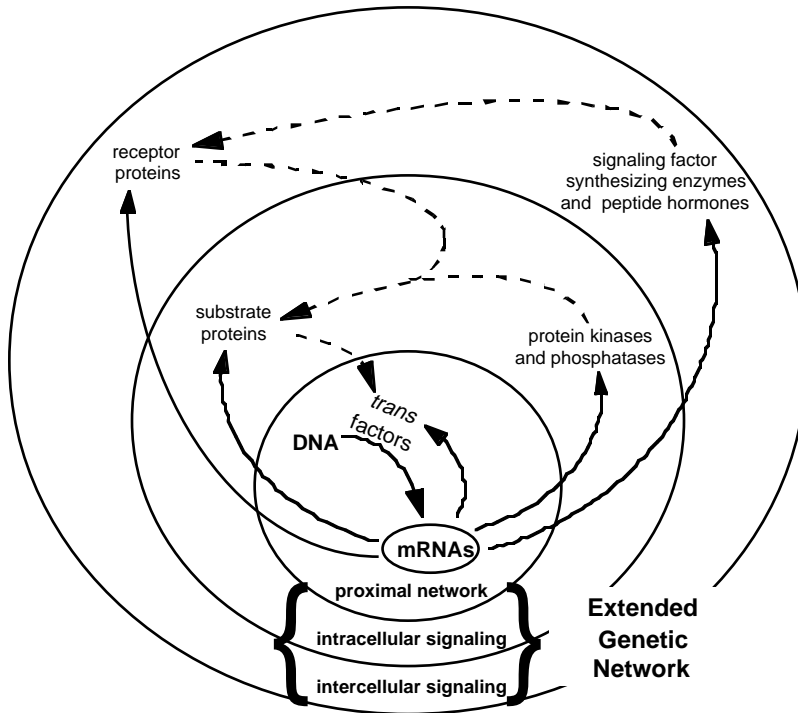 receptor
proteins
signaling factor
synthesizing enzymes
and peptide hormones
substrate
proteins
protein kinases
and phosphatases
trans
factors
DNA
mRNAs
proximal network
intracellular signaling
intercellular signaling
Extended
Genetic
Network